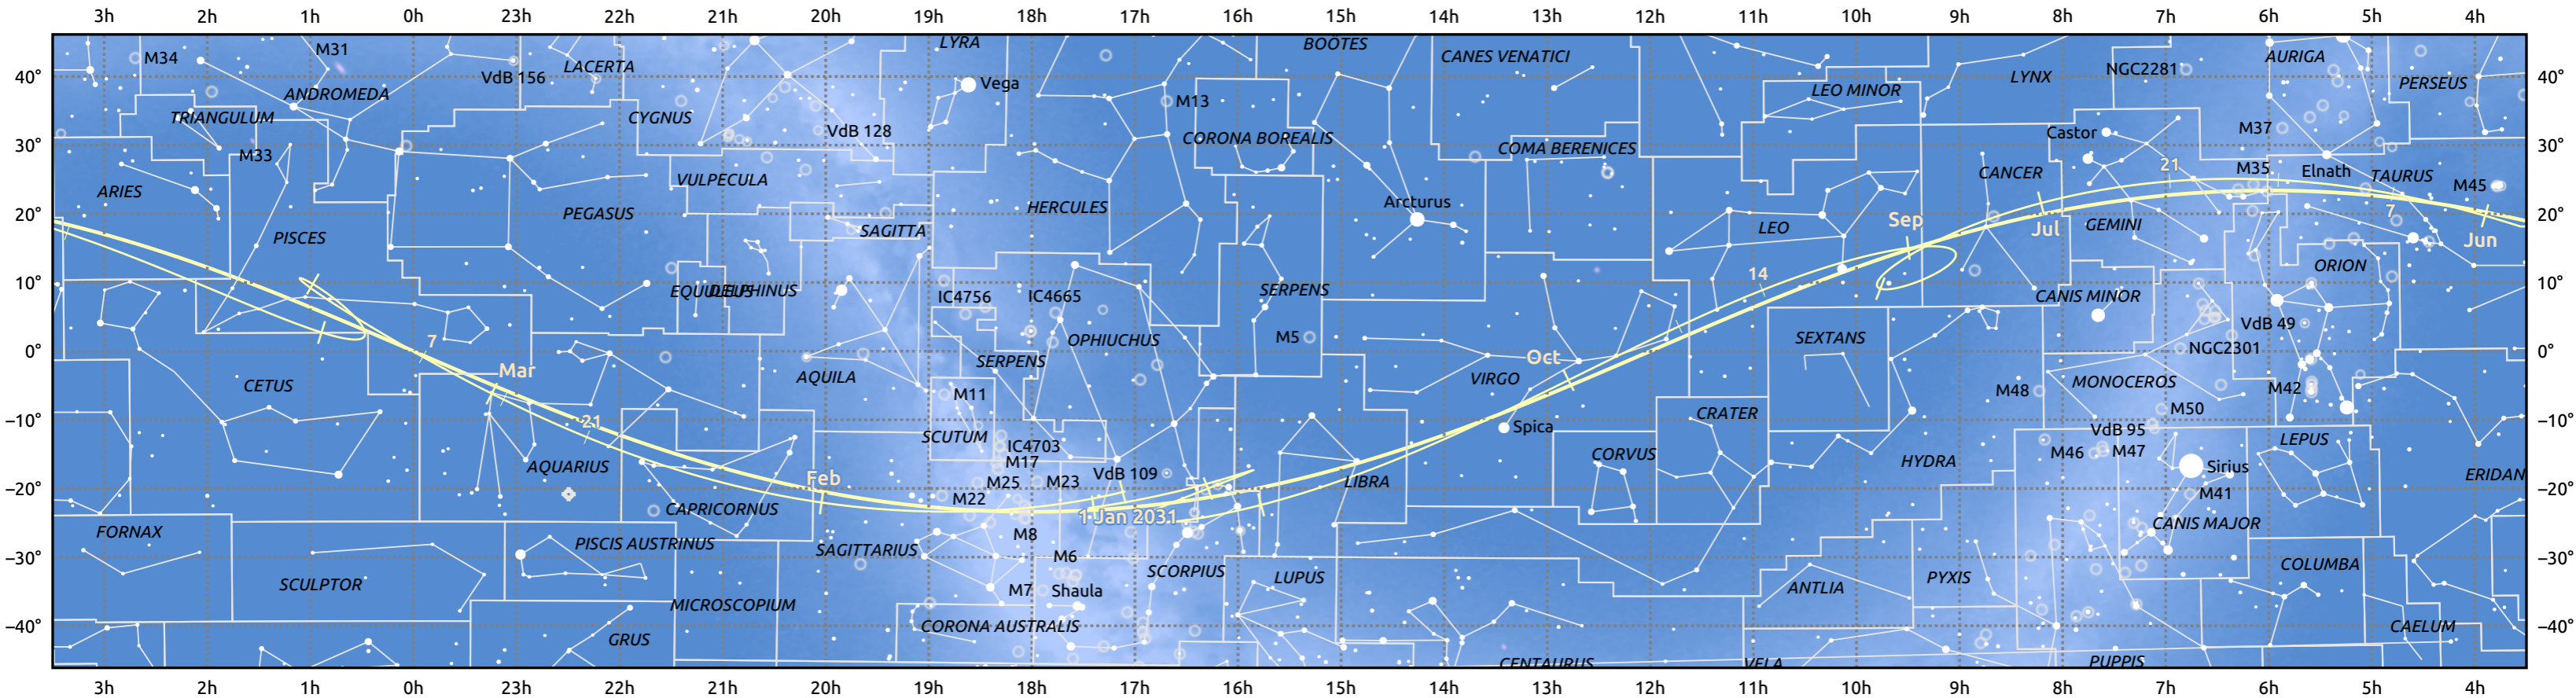 3h 2h 1h 0h 23h 22h 21h 20h 19h 18h 17h 16h 15h 14h 13h 12h 11h 10h 9h 8h 7h 6h 5h 4h
LYRA
BOÖTES
M34
M31
CANES VENATICI
AURIGA
LACERTA
VdB 156
NGC2281
LYNX
40°
40°
Vega
PERSEUS
ANDROMEDA
LEO MINOR
M13
TRIANGULUM
CYGNUS
VdB 128
M37
Castor
CORONA BOREALIS
30°
30°
COMA BERENICES
M33
21
M35
Elnath
CANCER
TAURUS
VULPECULA
M45
ARIES
Arcturus
HERCULES
7
20°
20°
PEGASUS
Sep
GEMINI
SAGITTA
LEO
Jul
PISCES
Jun
ORION
14
10°
10°
EQUULEUS
DELPHINUS
SERPENS
IC4756
IC4665
CANIS MINOR
VdB 49
M5
SEXTANS
7
OPHIUCHUS
NGC2301
0°
0°
Oct
SERPENS
Mar
AQUILA
VIRGO
CETUS
MONOCEROS
M48
M42
M11
M50
CRATER
−10°
−10°
21
Spica
VdB 95
SCUTUM
LEPUS
IC4703
M46
M47
CORVUS
M17
HYDRA
AQUARIUS
Sirius
VdB 109
ERIDAN
Feb
M25
M23
LIBRA
−20°
−20°
M41
M22
CAPRICORNUS
1 Jan 2031
CANIS MAJOR
FORNAX
M8
PISCIS AUSTRINUS
SAGITTARIUS
M6
−30°
−30°
COLUMBA
SCORPIUS
LUPUS
PYXIS
SCULPTOR
ANTLIA
M7
Shaula
MICROSCOPIUM
CORONA AUSTRALIS
CAELUM
−40°
−40°
GRUS
PUPPIS
CENTAURUS
VELA
3h 2h 1h 0h 23h 22h 21h 20h 19h 18h 17h 16h 15h 14h 13h 12h 11h 10h 9h 8h 7h 6h 5h 4h